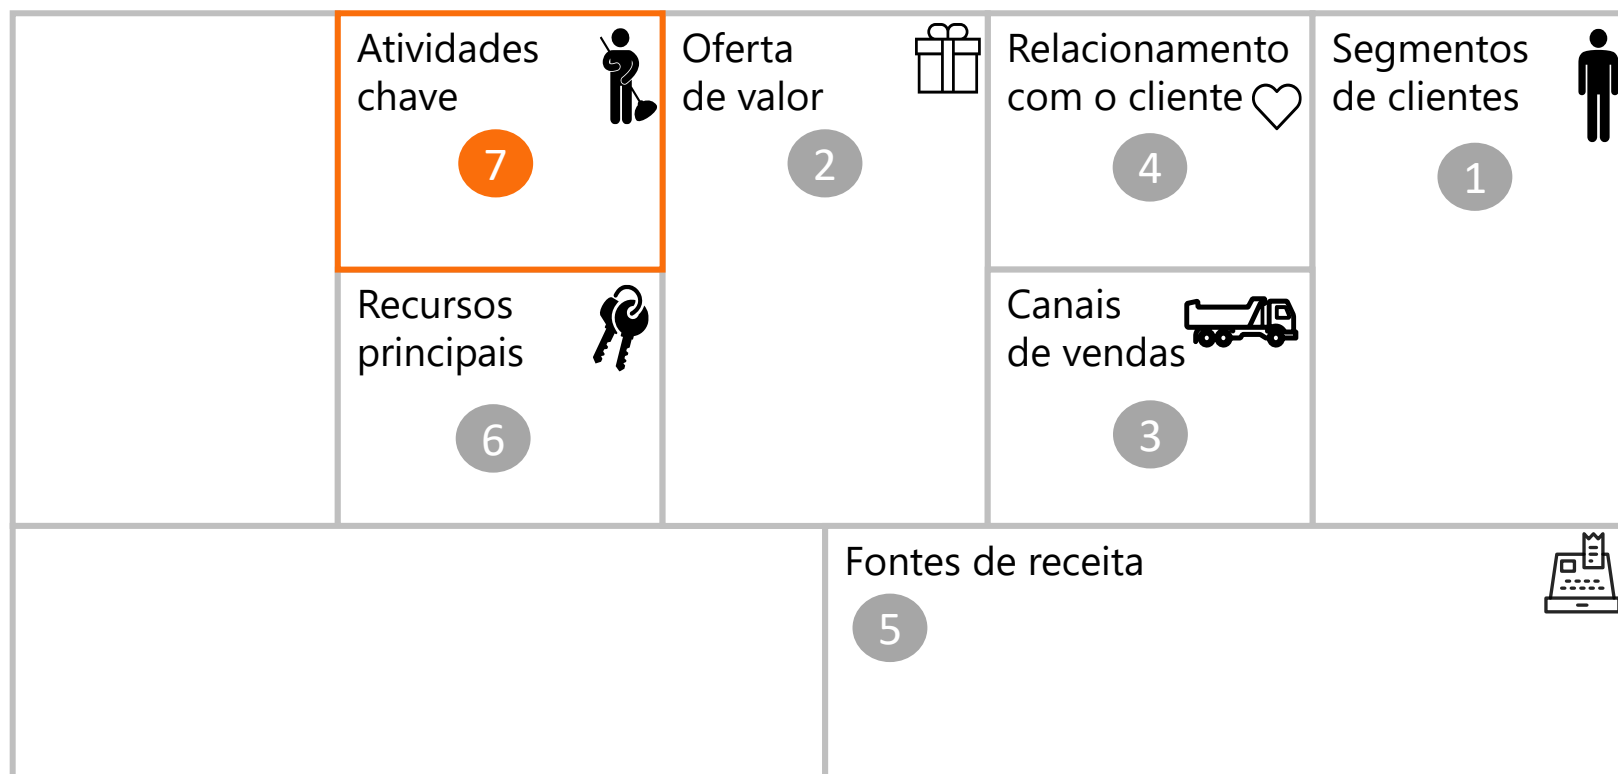 Atividades
chave
7
Oferta
de valor
2
Relacionamento
com o cliente
4
Segmentos
de clientes
1
Recursos
principais
6
Canais
de vendas
3
Fontes de receita
5